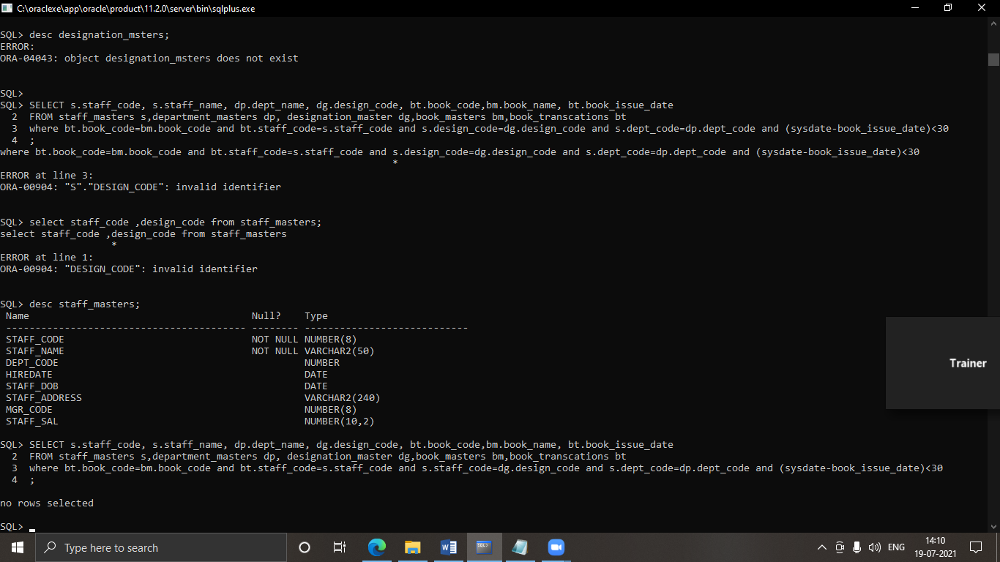 C:\oraclexe\app\oracle\product\11.2.0\server\bin\sqlplus.exe
SQL> desc designation_msters;
ERROR:
ORA-04043: object designation_msters does not exist
SQL>
SQL> SELECT s.staff_code, s.staff_name, dp.dept_name, dg.design_code, bt.book_code,bm.book_name, bt.book_issue_date
2 FROM staff_masters s,department_masters dp, designation_master dg,book_masters bm,book_transcations bt
3 where bt.book_code=bm.book_code and bt.staff_code=s.staff_code and s.design_code=dg.design_code and s.dept_code=dp.dept_code and (sysdate-book_issue_date)<30
4 ;
where bt.book_code=bm.book_code and bt.staff_code=s.staff_code and s.design_code=dg.design_code and s.dept_code=dp.dept_code and (sysdate-book_issue_date)<30
*
ERROR at line 3:
ORA-00904: "S"."DESIGN_CODE": invalid identifier
SQL> select staff_code ,design_code from staff_masters;
select staff_code ,design_code from staff_masters
*
ERROR at line 1:
ORA-00904: "DESIGN_CODE": invalid identifier
SQL> desc staff_masters;
Name Null? Type
----------------------------------------- -------- ----------------------------
STAFF_CODE NOT NULL NUMBER(8)
STAFF_NAME NOT NULL VARCHAR2(50)
DEPT_CODE NUMBER
HIREDATE DATE
STAFF_DOB DATE
STAFF_ADDRESS VARCHAR2(240)
MGR_CODE NUMBER(8)
STAFF_SAL NUMBER(10,2)
SQL> SELECT s.staff_code, s.staff_name, dp.dept_name, dg.design_code, bt.book_code,bm.book_name, bt.book_issue_date
2 FROM staff_masters s,department_masters dp, designation_master dg,book_masters bm,book_transcations bt
3 where bt.book_code=bm.book_code and bt.staff_code=s.staff_code and s.staff_code=dg.design_code and s.dept_code=dp.dept_code and (sysdate-book_issue_date)<30
4 ;
no rows selected
SQL>
Trainer
Type here to search
ENG
14:10
19-07-2021